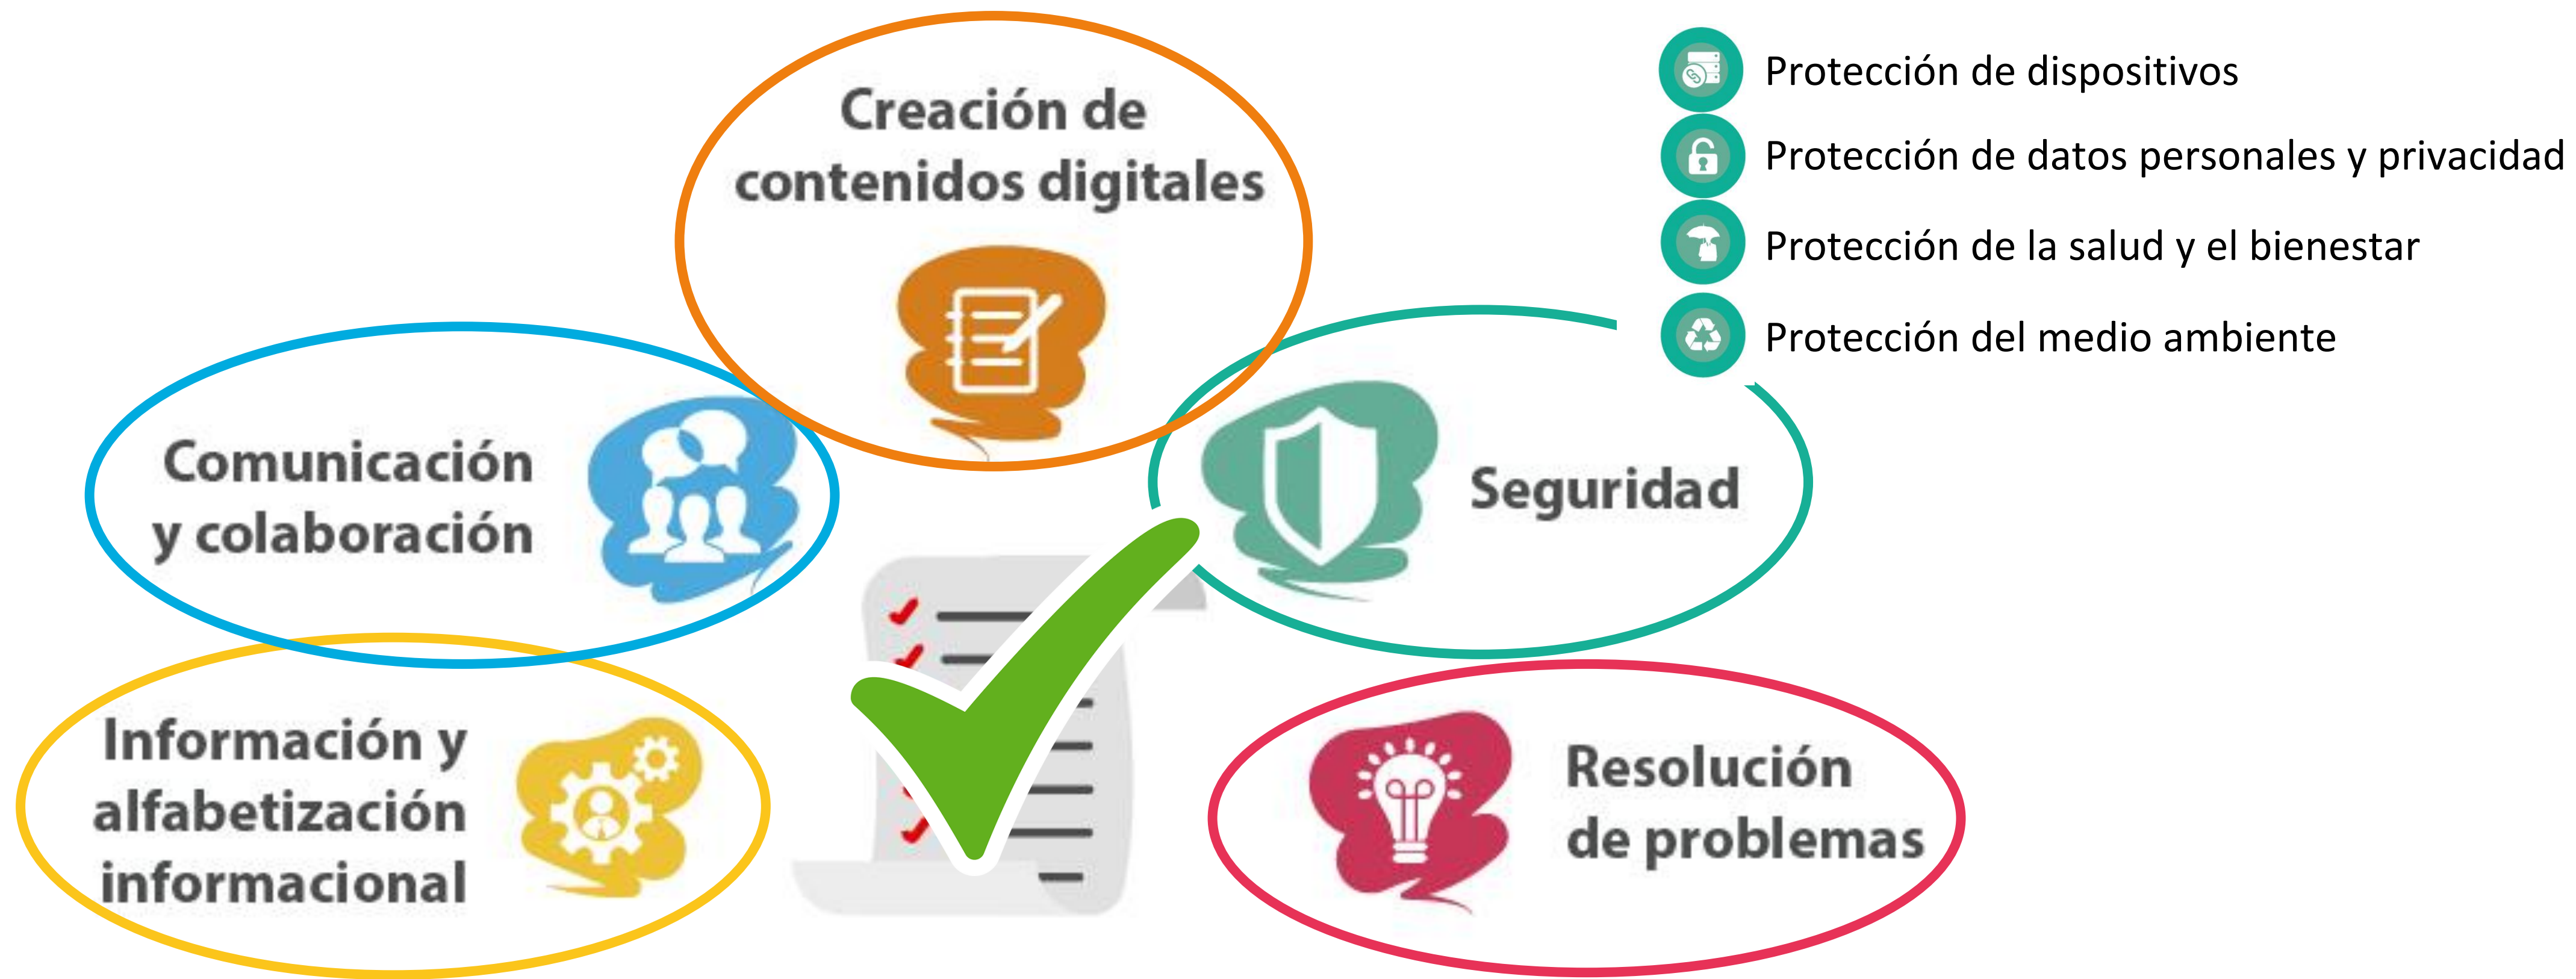 Creación de
contenidos digitales
Protección de dispositivos
Protección de datos personales y privacidad
Protección de la salud y el bienestar
Protección del medio ambiente
Comunicación
y colaboración
Seguridad
Información y
alfabetización
informacional
Resolución
de problemas